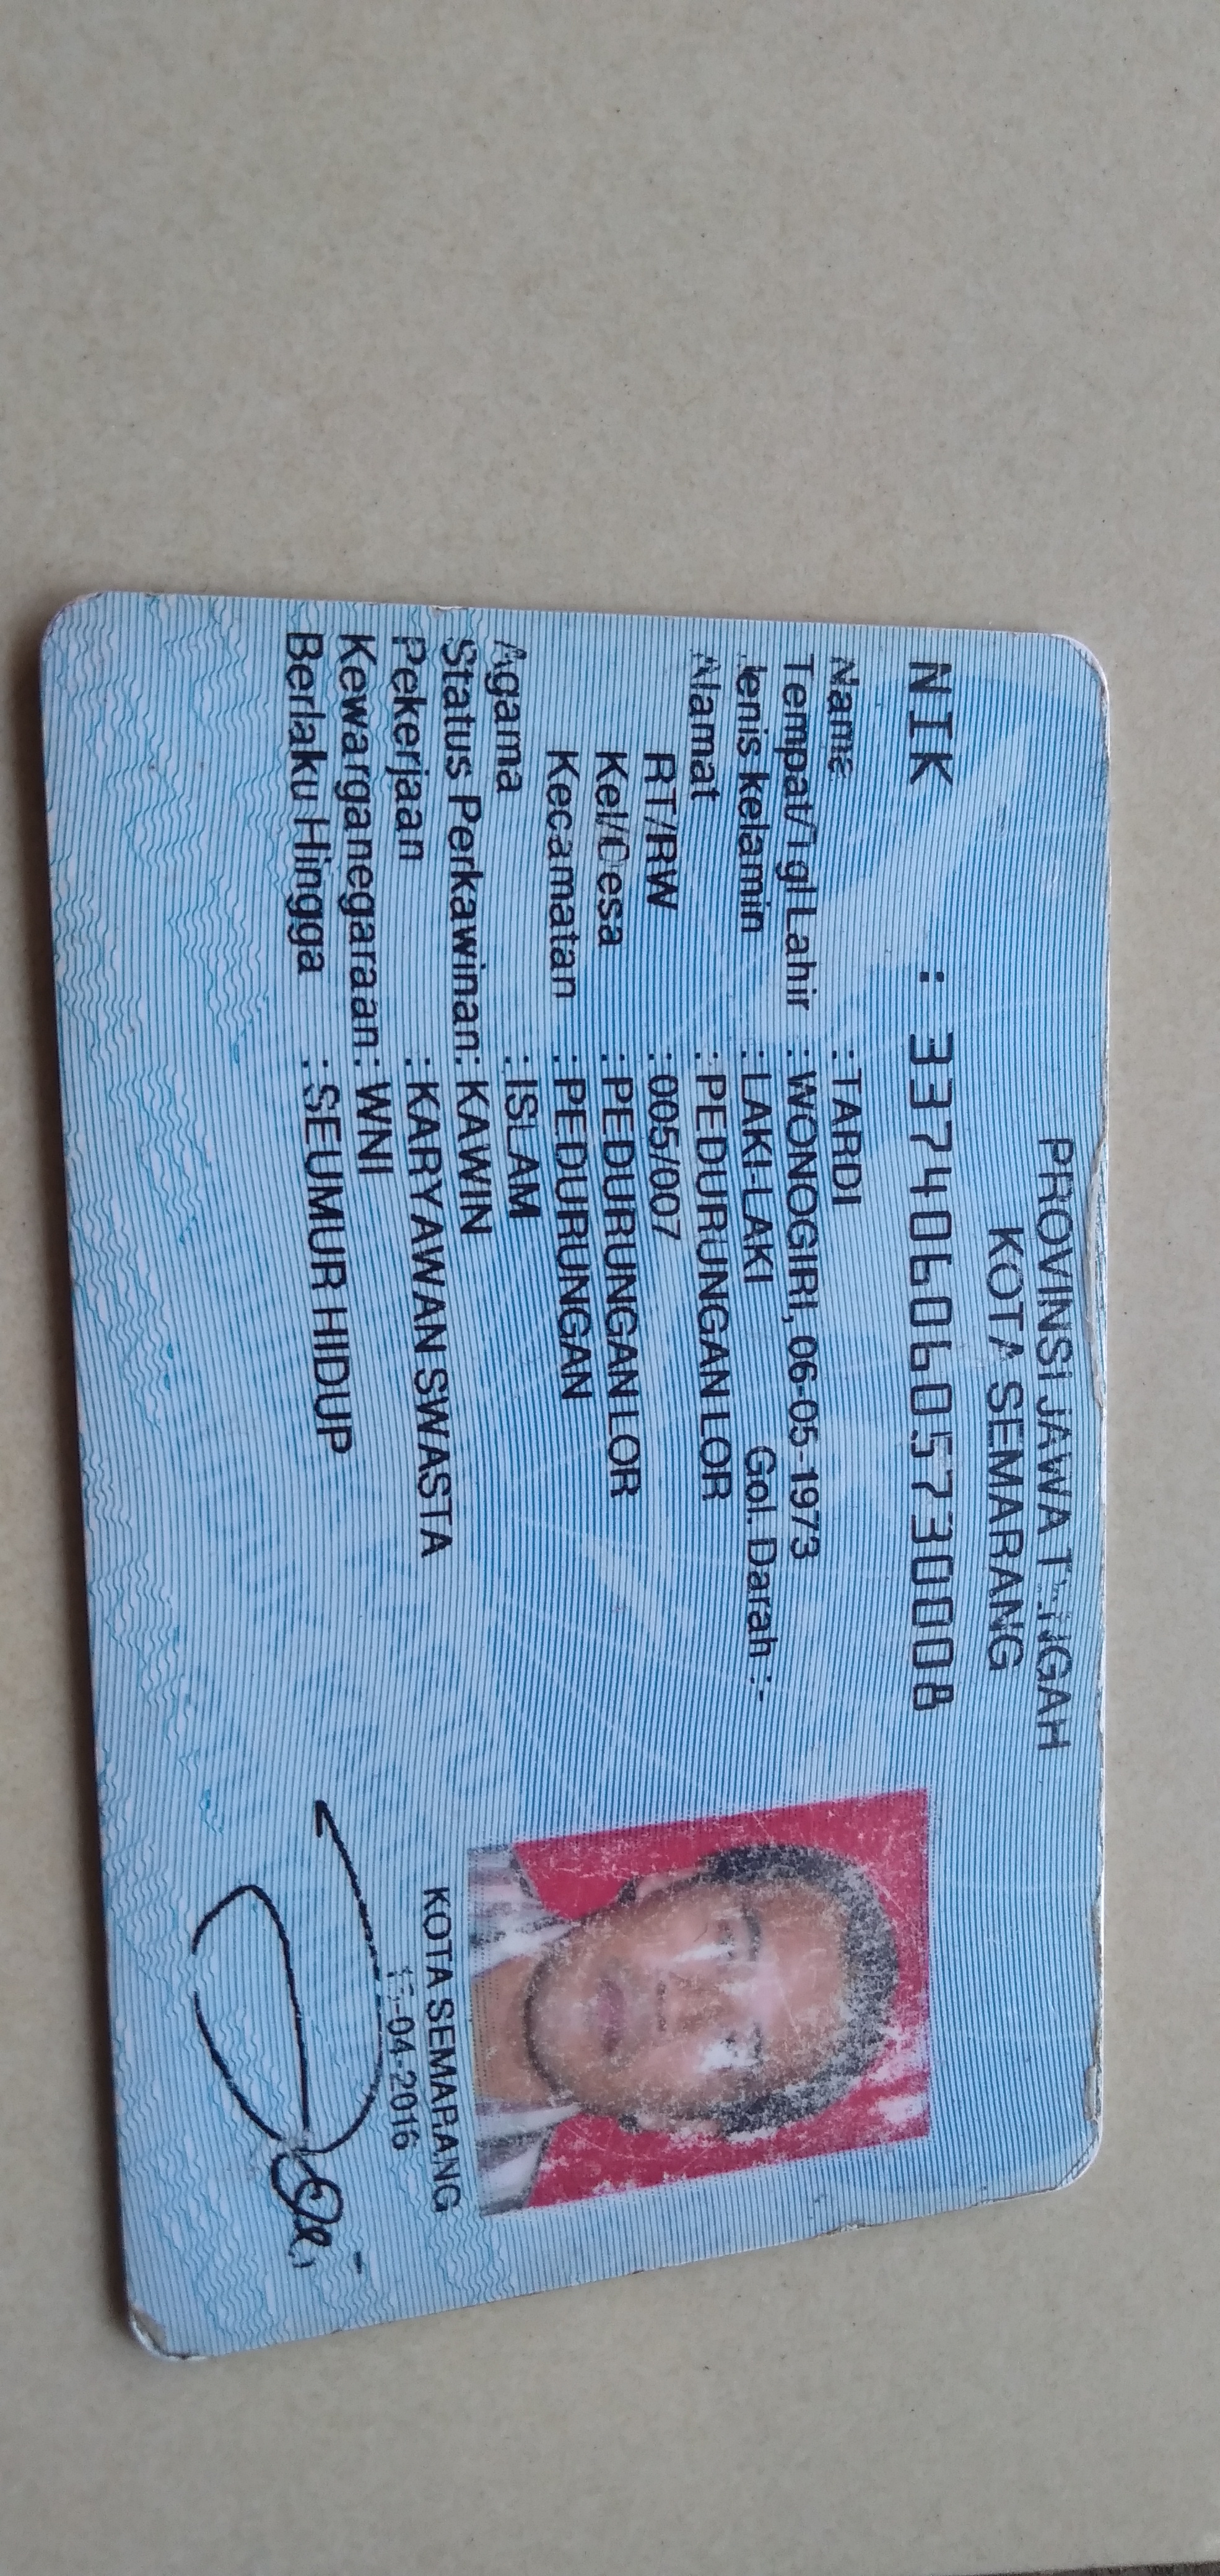 PROVINSI JAWA TENGAH
KOTA SEMARANG
NIK : 3374060605730008
Nama : TARDI
Tempat/Tgl Lahir : WONOGIRI, 06-05-1973
Jenis kelamin : LAKI-LAKI Gol. Darah :-
Alamat : PEDURUNGAN LOR
RT/RW : 005/007
Kel/Desa : PEDURUNGAN LOR
Kecamatan : PEDURUNGAN
Agama : ISLAM
Status Perkawinan: KAWIN
Pekerjaan : KARYAWAN SWASTA
Kewarganegaraan: WNI
Berlaku Hingga : SEUMUR HIDUP
KOTA SEMARANG